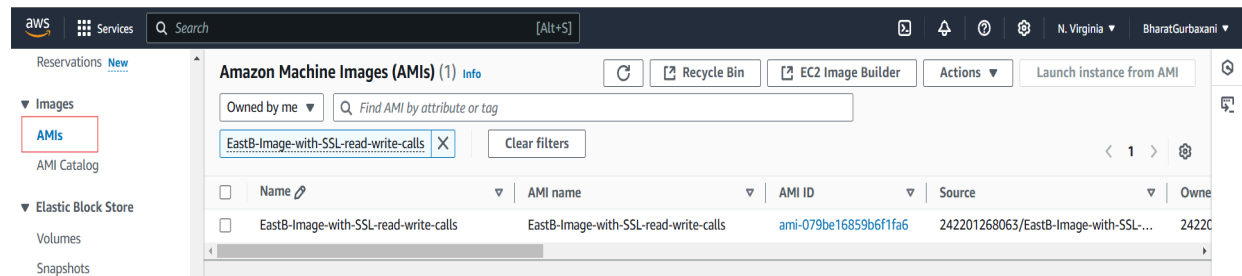 aws Services Search [Alt+S] N. Virginia ▼ BharatGurbaxani ▼
Reservations New
▼ Images
AMIs
AMI Catalog
▼ Elastic Block Store
Volumes
Snapshots
Amazon Machine Images (AMIs) (1) Info
Recycle Bin EC2 Image Builder Actions ▼ Launch instance from AMI
Owned by me ▼ Find AMI by attribute or tag
EastB-Image-with-SSL-read-write-calls X Clear filters
< 1 >
Name AMI name AMI ID Source Owne
EastB-Image-with-SSL-read-write-calls EastB-Image-with-SSL-read-write-calls ami-079be16859b6f1fa6 242201268063/EastB-Image-with-SSL-... 24220